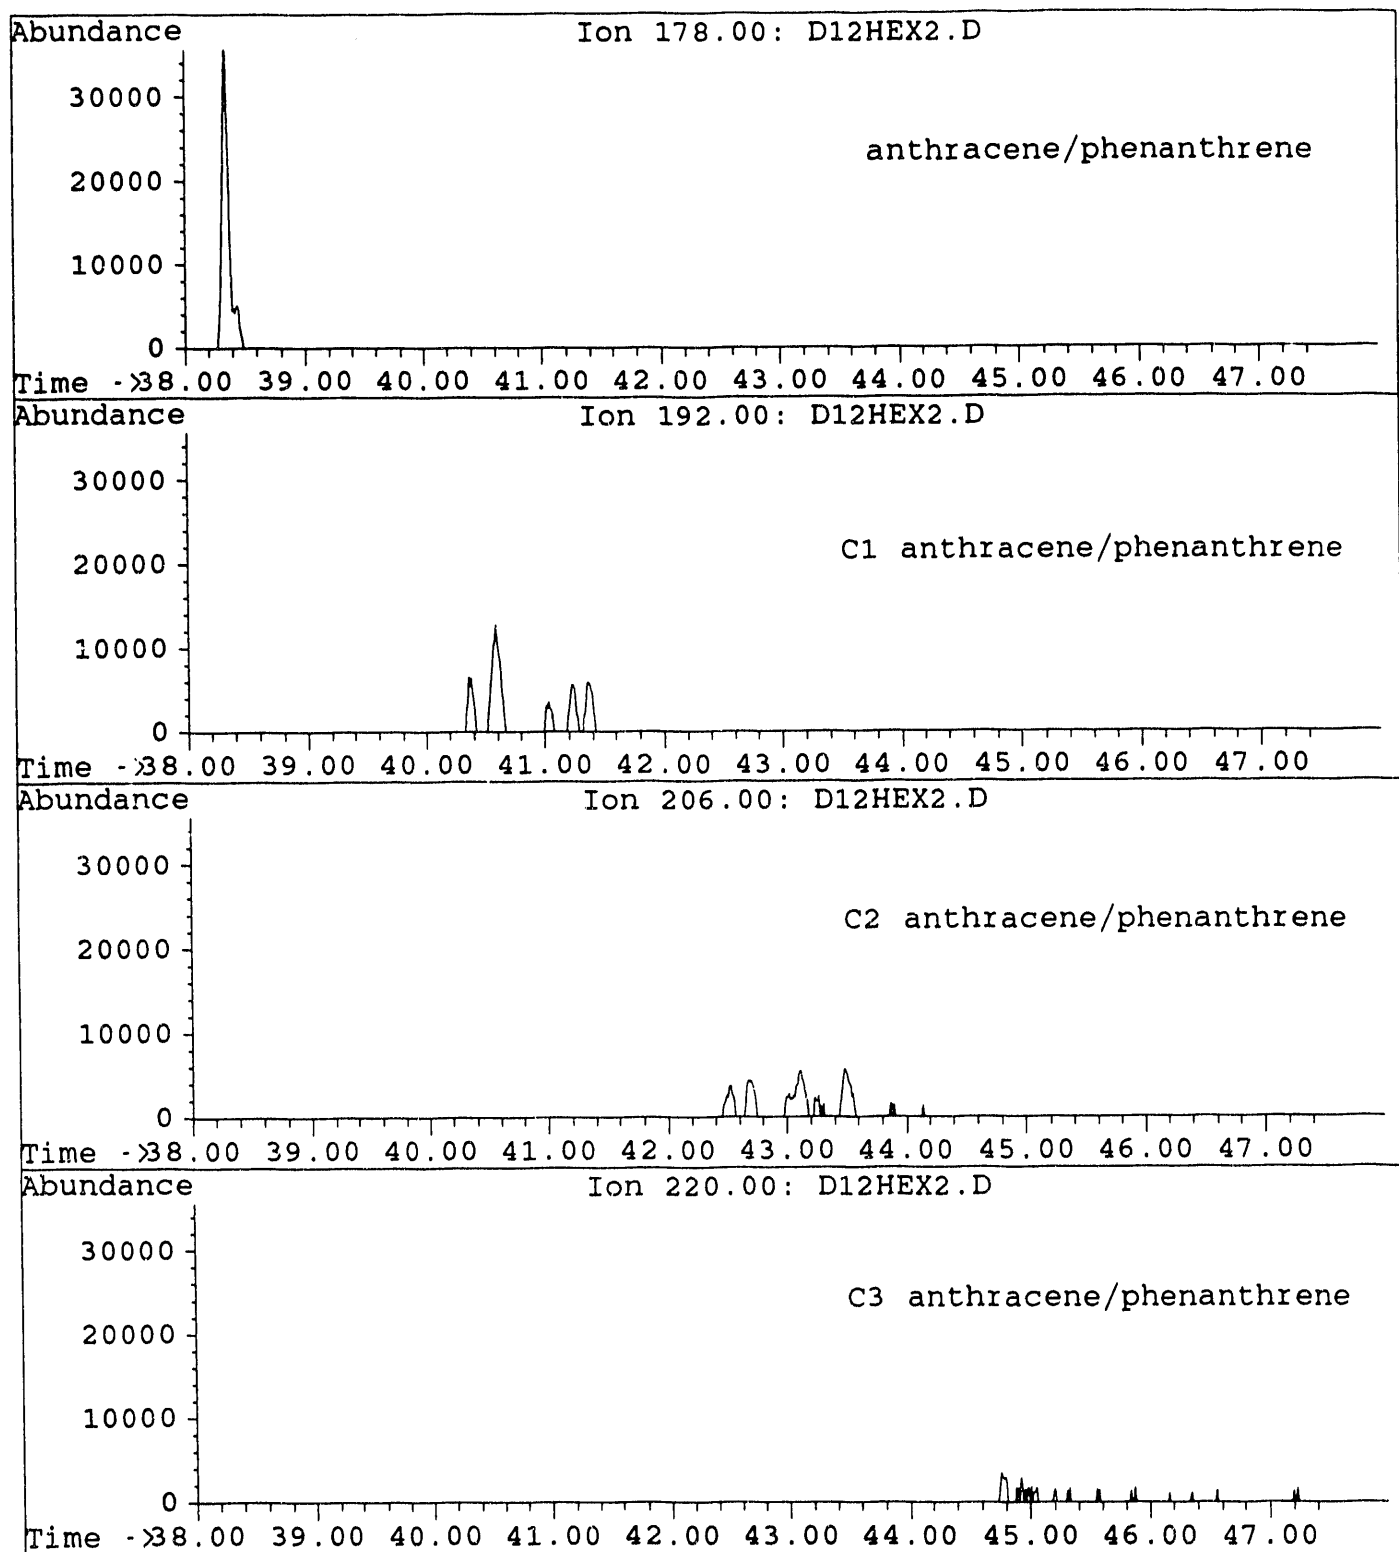 Abundance Ion 178.00: D12HEX2.D
30000
anthracene/phenanthrene
20000
10000
0
Time -> 38.00 39.00 40.00 41.00 42.00 43.00 44.00 45.00 46.00 47.00
Abundance Ion 192.00: D12HEX2.D
30000
C1 anthracene/phenanthrene
20000
10000
0
Time -> 38.00 39.00 40.00 41.00 42.00 43.00 44.00 45.00 46.00 47.00
Abundance Ion 206.00: D12HEX2.D
30000
C2 anthracene/phenanthrene
20000
10000
0
Time -> 38.00 39.00 40.00 41.00 42.00 43.00 44.00 45.00 46.00 47.00
Abundance Ion 220.00: D12HEX2.D
30000
C3 anthracene/phenanthrene
20000
10000
0
Time -> 38.00 39.00 40.00 41.00 42.00 43.00 44.00 45.00 46.00 47.00